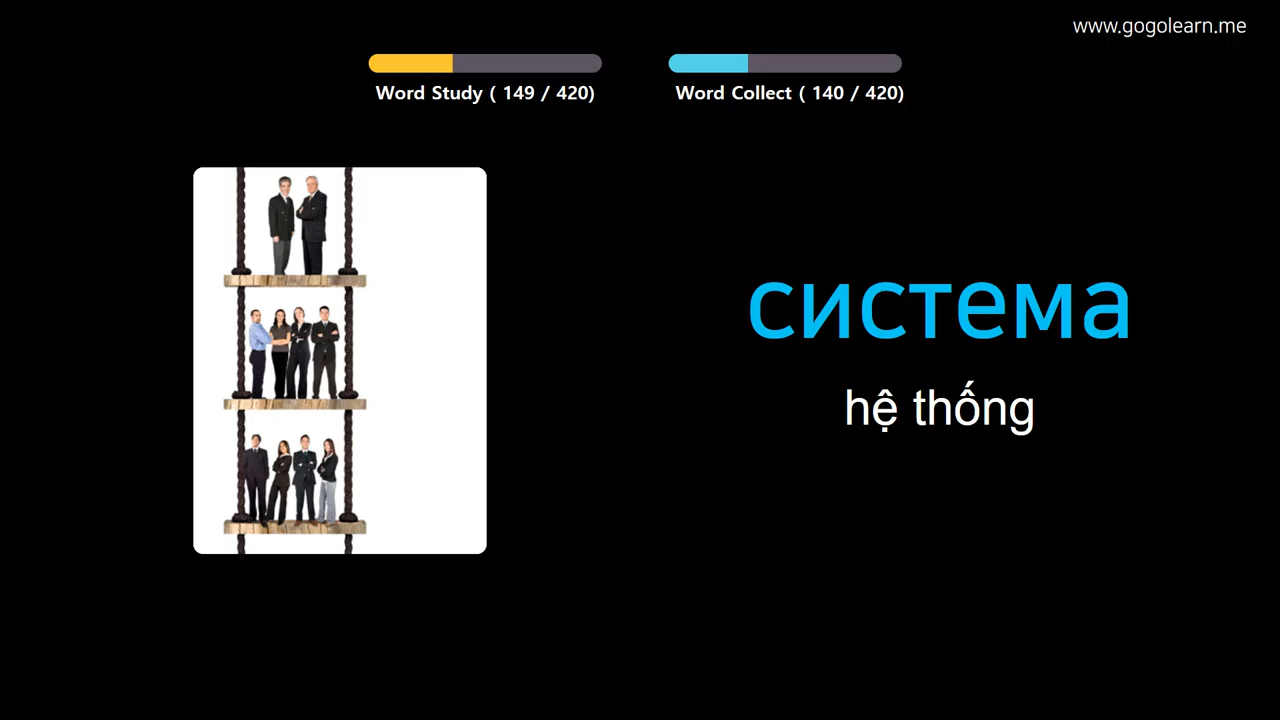 www.gogolearn.me
Word Study ( 149 / 420)
Word Collect ( 140 / 420)
система
hệ thống